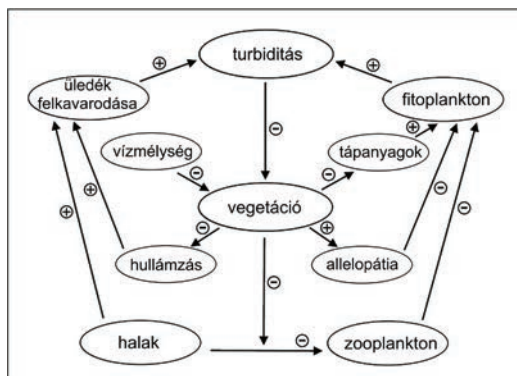 turbiditás
üledék
felkavarodása
fitoplankton
vízmélység
tápanyagok
vegetáció
hullámzás
allelopátia
halak
zooplankton
⊕
⊕
⊖
⊖
⊖
⊕
⊖
⊕
⊕
⊖
⊕
⊖
⊖
⊖
⊖